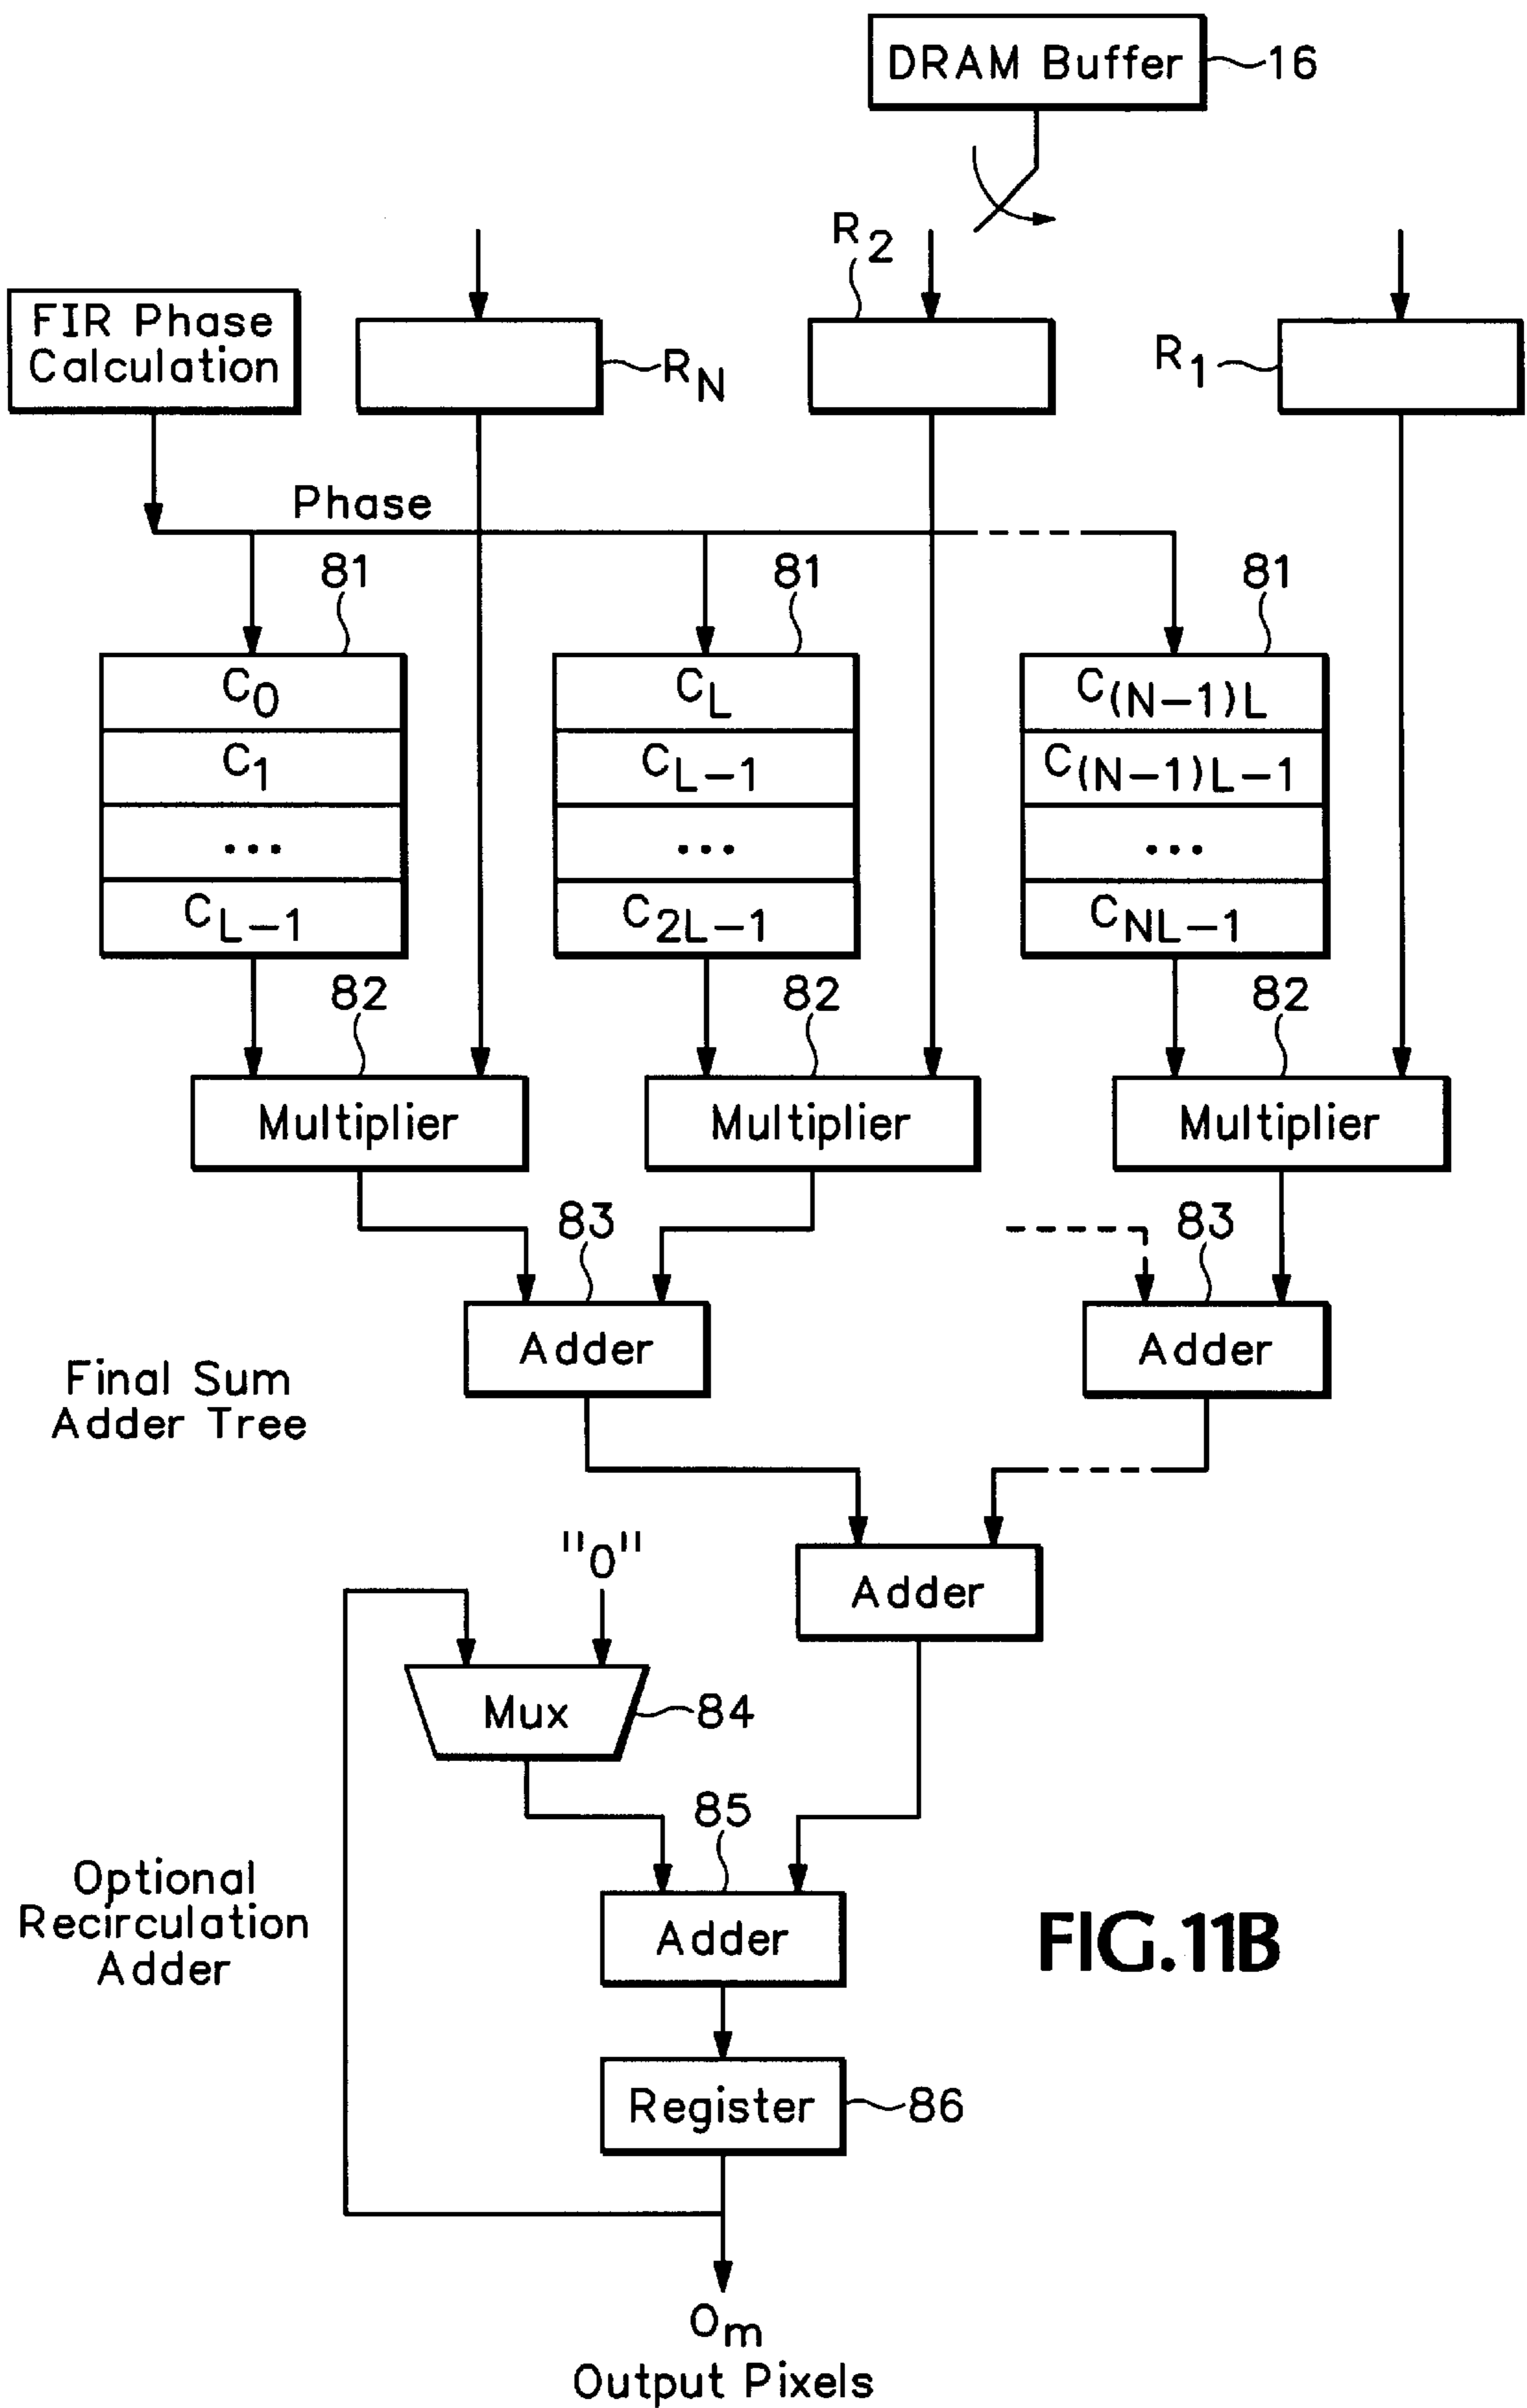 DRAM Buffer
16
R2
FIR Phase
Calculation
RN
R1
Phase
81
81
81
C0
CL
C(N-1)L
C1
CL-1
C(N-1)L-1
...
...
...
CL-1
C2L-1
CNL-1
82
82
82
Multiplier
Multiplier
Multiplier
83
83
Adder
Adder
Final Sum
Adder Tree
"0"
Adder
Mux
84
85
Optional
Recirculation
Adder
Adder
FIG.11B
Register
86
Om
Output Pixels